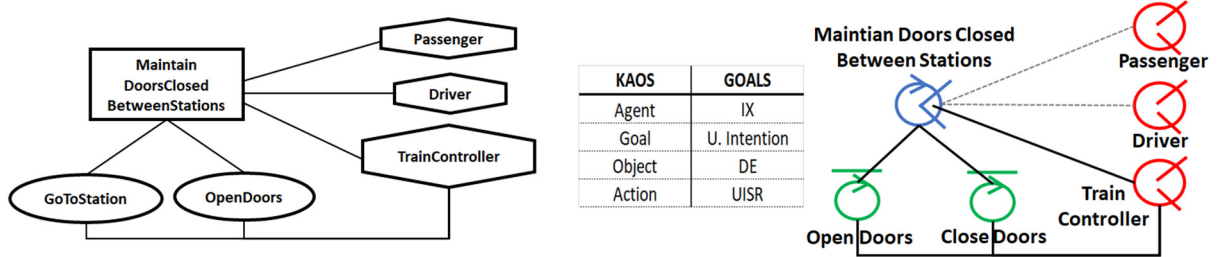 Maintain
DoorsClosed
BetweenStations
Passenger
Driver
TrainController
GoToStation
OpenDoors
KAOS GOALS
Agent IX
Goal U. Intention
Object DE
Action UISR
Maintian Doors Closed
Between Stations
Passenger
Driver
Train
Controller
Open Doors
Close Doors